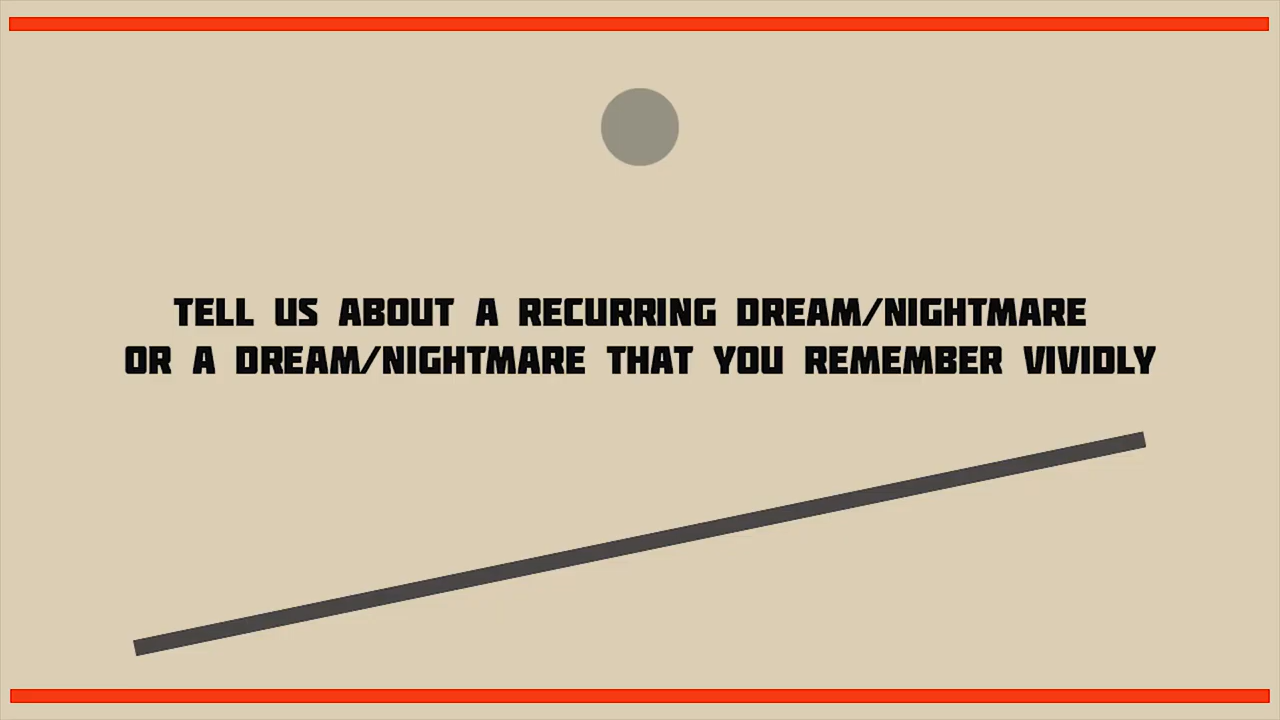 TELL US ABOUT A RECURRING DREAM/NIGHTMARE
OR A DREAM/NIGHTMARE THAT YOU REMEMBER VIVIDLY